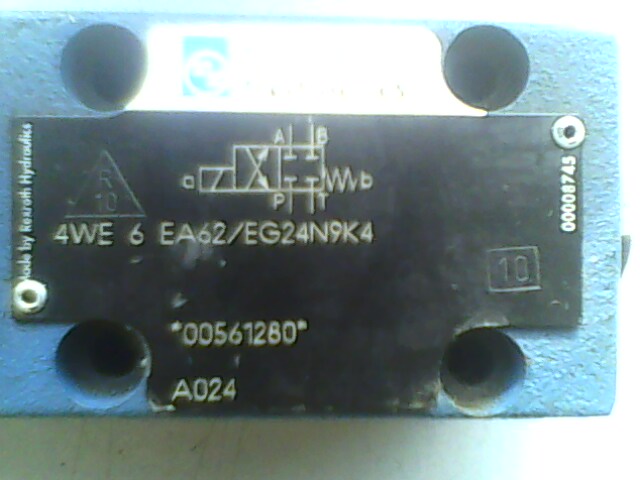 Made by Rexroth Hydraulics
R
10
A B
a
b
P T
00008745
4WE 6 EA62/EG24N9K4
10
*00561280*
A024